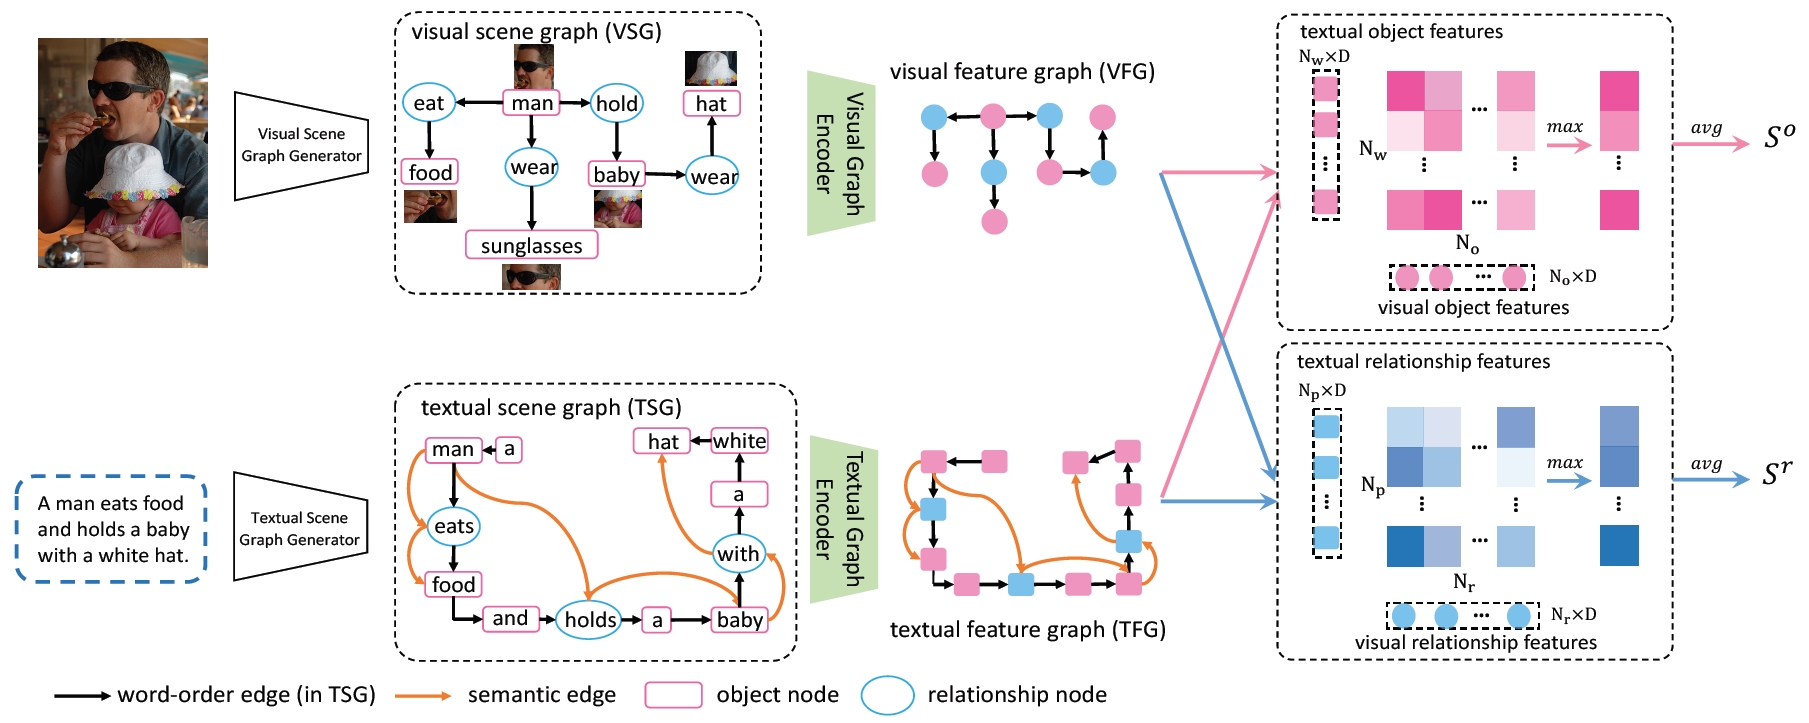 visual scene graph (VSG)
eat
man
hold
hat
food
wear
baby
wear
sunglasses
Visual Scene
Graph Generator
Visual Graph
Encoder
visual feature graph (VFG)
textual object features
N_w×D
N_w
max
avg
S^o
N_o
N_o×D
visual object features
A man eats food
and holds a baby
with a white hat.
Textual Scene
Graph Generator
textual scene graph (TSG)
man
a
hat
white
a
eats
with
food
and
holds
a
baby
Textual Graph
Encoder
textual feature graph (TFG)
textual relationship features
N_p×D
N_p
max
avg
S^r
N_r
N_r×D
visual relationship features
word-order edge (in TSG)
semantic edge
object node
relationship node